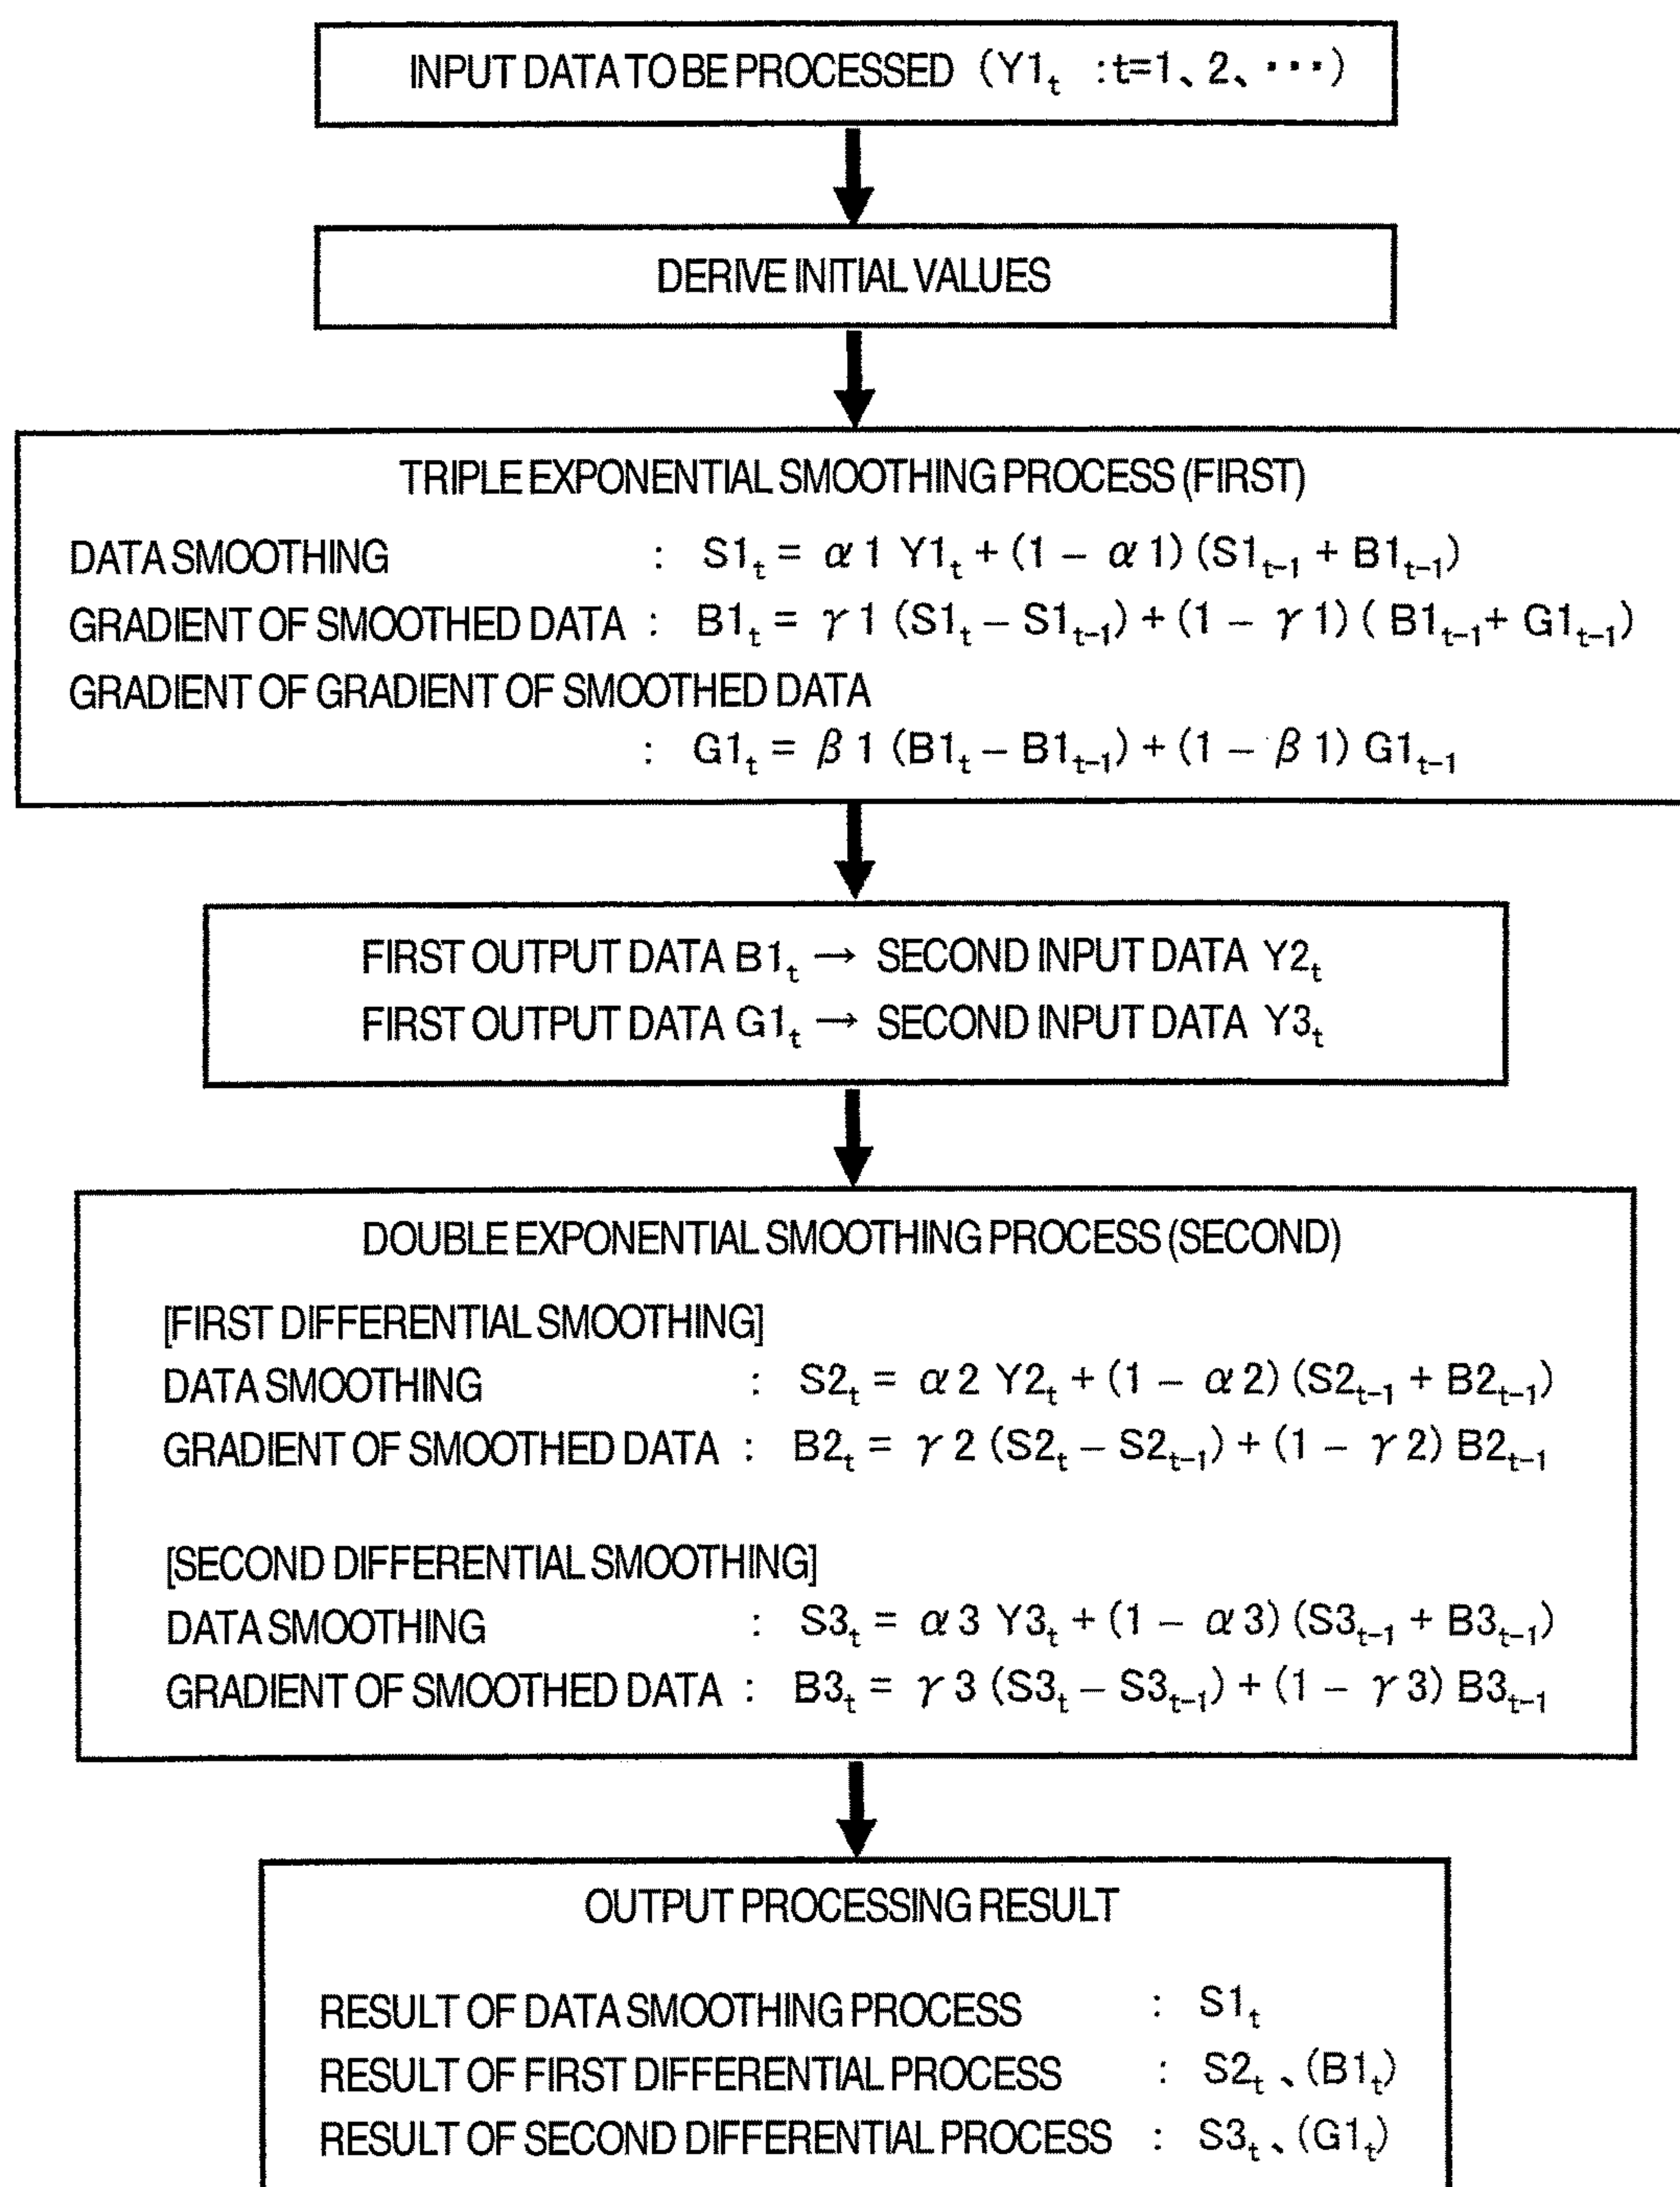 INPUT DATA TO BE PROCESSED (Y1ₜ :t=1、2、・・・)
DERIVE INITIAL VALUES
TRIPLE EXPONENTIAL SMOOTHING PROCESS (FIRST)
DATA SMOOTHING : S1ₜ = α1 Y1ₜ + (1 − α1) (S1ₜ₋₁ + B1ₜ₋₁)
GRADIENT OF SMOOTHED DATA : B1ₜ = γ1 (S1ₜ − S1ₜ₋₁) + (1 − γ1) ( B1ₜ₋₁+ G1ₜ₋₁)
GRADIENT OF GRADIENT OF SMOOTHED DATA
: G1ₜ = β1 (B1ₜ − B1ₜ₋₁) + (1 − β1) G1ₜ₋₁
FIRST OUTPUT DATA B1ₜ → SECOND INPUT DATA Y2ₜ
FIRST OUTPUT DATA G1ₜ → SECOND INPUT DATA Y3ₜ
DOUBLE EXPONENTIAL SMOOTHING PROCESS (SECOND)
[FIRST DIFFERENTIAL SMOOTHING]
DATA SMOOTHING : S2ₜ = α2 Y2ₜ + (1 − α2) (S2ₜ₋₁ + B2ₜ₋₁)
GRADIENT OF SMOOTHED DATA : B2ₜ = γ2 (S2ₜ − S2ₜ₋₁) + (1 − γ2) B2ₜ₋₁
[SECOND DIFFERENTIAL SMOOTHING]
DATA SMOOTHING : S3ₜ = α3 Y3ₜ + (1 − α3) (S3ₜ₋₁ + B3ₜ₋₁)
GRADIENT OF SMOOTHED DATA : B3ₜ = γ3 (S3ₜ − S3ₜ₋₁) + (1 − γ3) B3ₜ₋₁
OUTPUT PROCESSING RESULT
RESULT OF DATA SMOOTHING PROCESS : S1ₜ
RESULT OF FIRST DIFFERENTIAL PROCESS : S2ₜ、(B1ₜ)
RESULT OF SECOND DIFFERENTIAL PROCESS : S3ₜ、(G1ₜ)